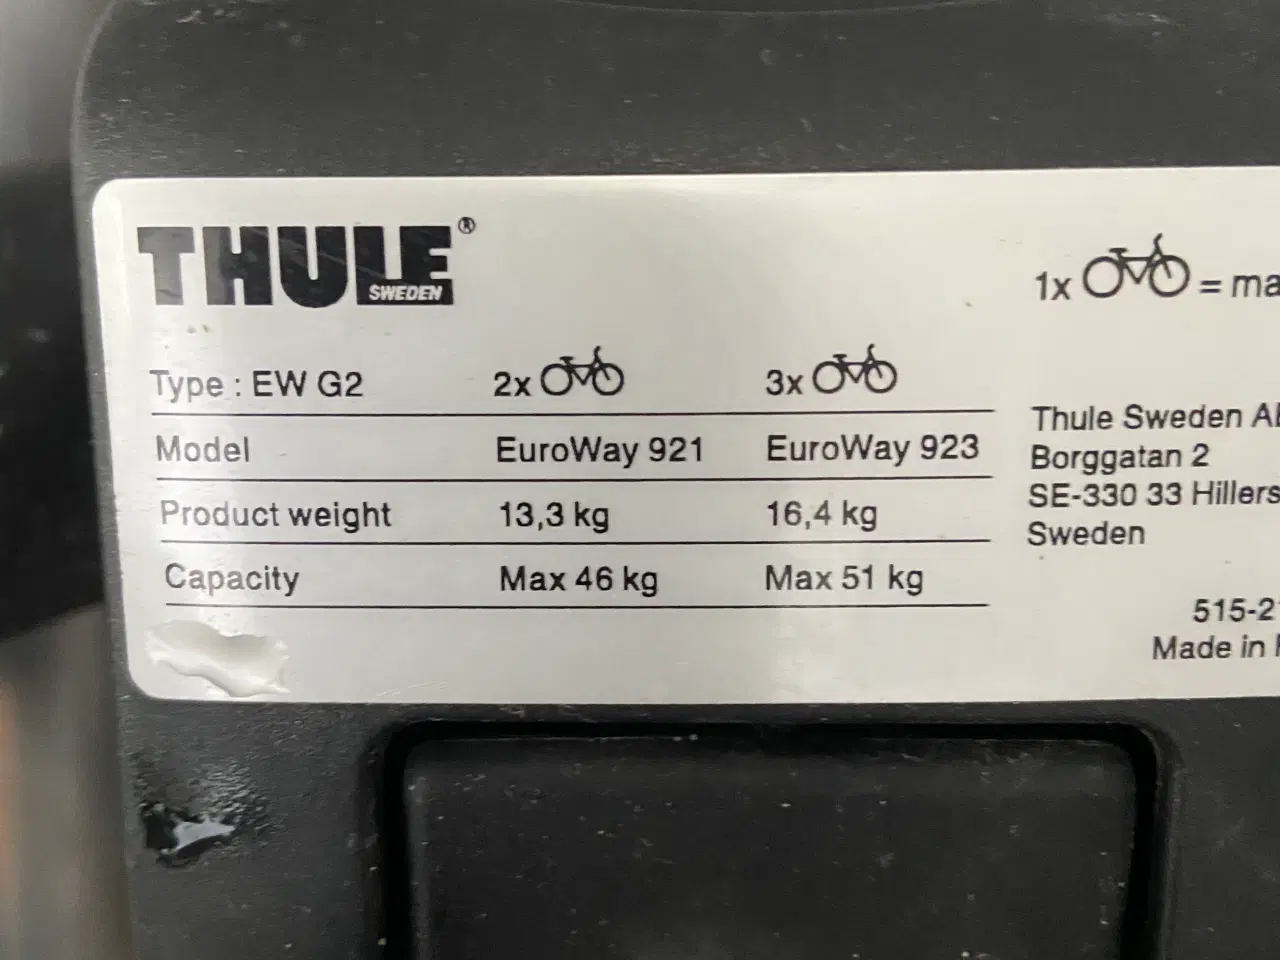 THULE®
SWEDEN
1x = ma
Type : EW G2 2x 3x
Model EuroWay 921 EuroWay 923
Product weight 13,3 kg 16,4 kg
Capacity Max 46 kg Max 51 kg
Thule Sweden
Borggatan 2
SE-330 33 Hillers
Sweden
515-2
Made in